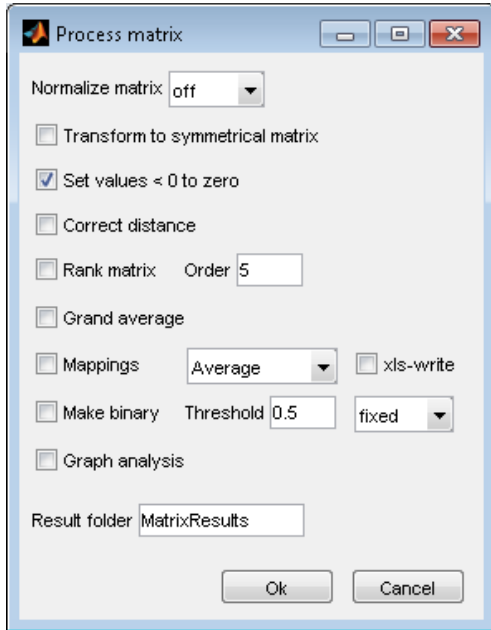 Process matrix
Normalize matrix off
Transform to symmetrical matrix
Set values < 0 to zero
Correct distance
Rank matrix Order 5
Grand average
Mappings Average xls-write
Make binary Threshold 0.5 fixed
Graph analysis
Result folder MatrixResults
Ok Cancel